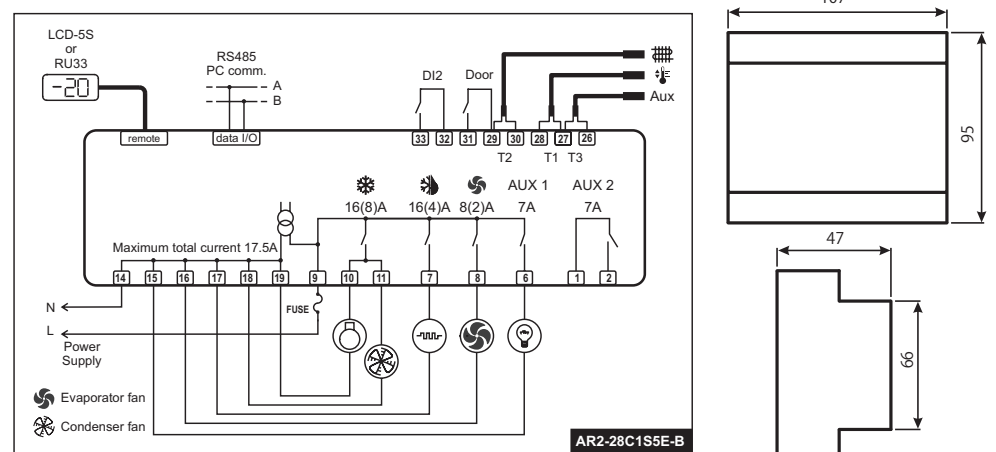 LCD-5S
or
RU33
-20
RS485
PC comm.
A
B
DI2
Door
Aux
remote
data I/O
33 32 31 29 30 28 27 26
T2 T1 T3
AUX 1 AUX 2
16(8)A 16(4)A 8(2)A 7A 7A
Maximum total current 17.5A
14 15 16 17 18 19 9 10 11 7 8 6 1 2
N
FUSE
L
Power
Supply
Evaporator fan
Condenser fan
AR2-28C1S5E-B
95
47
66